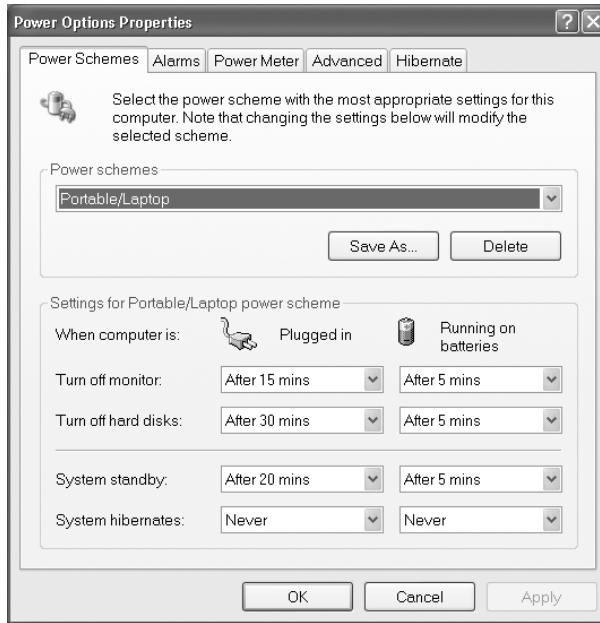 Power Options Properties
Power Schemes Alarms Power Meter Advanced Hibernate
Select the power scheme with the most appropriate settings for this
computer. Note that changing the settings below will modify the
selected scheme.
Power schemes
Portable/Laptop
Save As... Delete
Settings for Portable/Laptop power scheme
When computer is: Plugged in Running on
batteries
Turn off monitor: After 15 mins After 5 mins
Turn off hard disks: After 30 mins After 5 mins
System standby: After 20 mins After 5 mins
System hibernates: Never Never
OK Cancel Apply